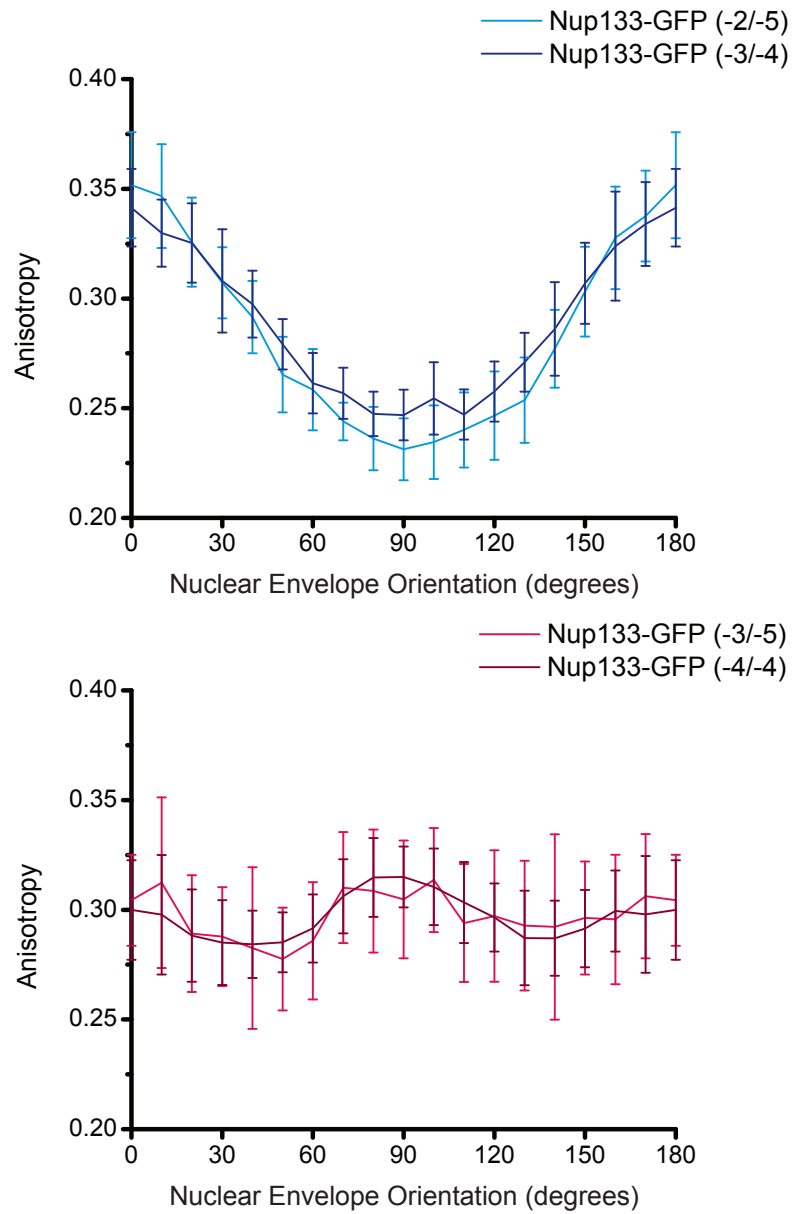 Nup133-GFP (-2/-5)
Nup133-GFP (-3/-4)
0.40
0.35
0.30
0.25
0.20
Anisotropy
0 30 60 90 120 150 180
Nuclear Envelope Orientation (degrees)
Nup133-GFP (-3/-5)
Nup133-GFP (-4/-4)
0.40
0.35
0.30
0.25
0.20
Anisotropy
0 30 60 90 120 150 180
Nuclear Envelope Orientation (degrees)